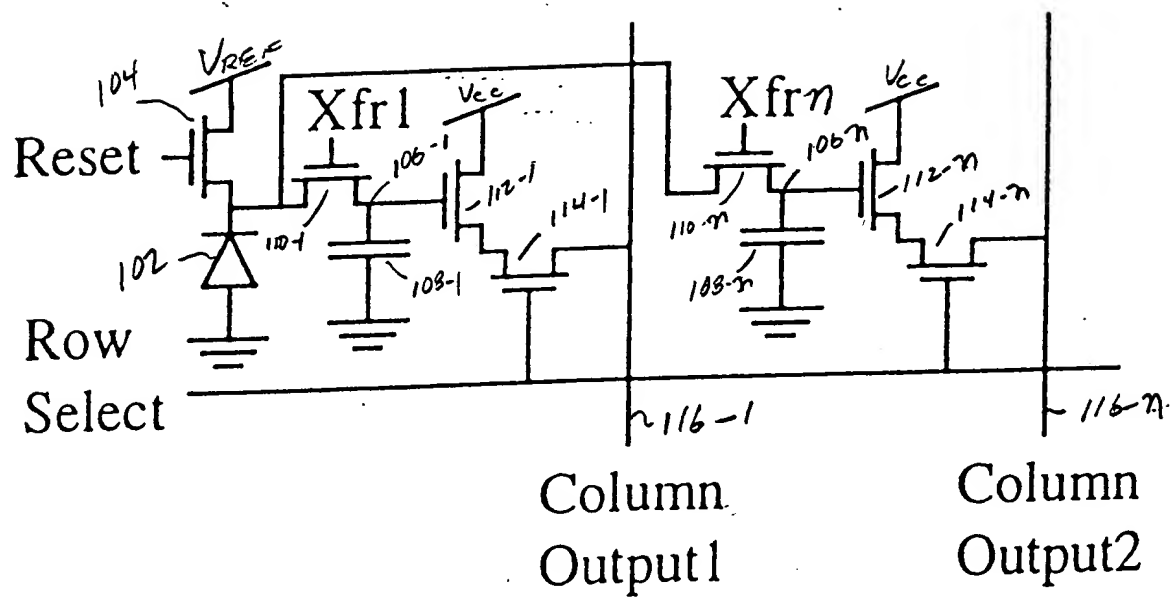 104
VREF
Xfr1
Vcc
Xfrn
Vcc
Reset
106-1
106n
112-1
112-n
102
110-1
114-1
110-n
114-n
108-1
108-n
Row
Select
116-1
116-n.
Column
Output1
Column
Output2